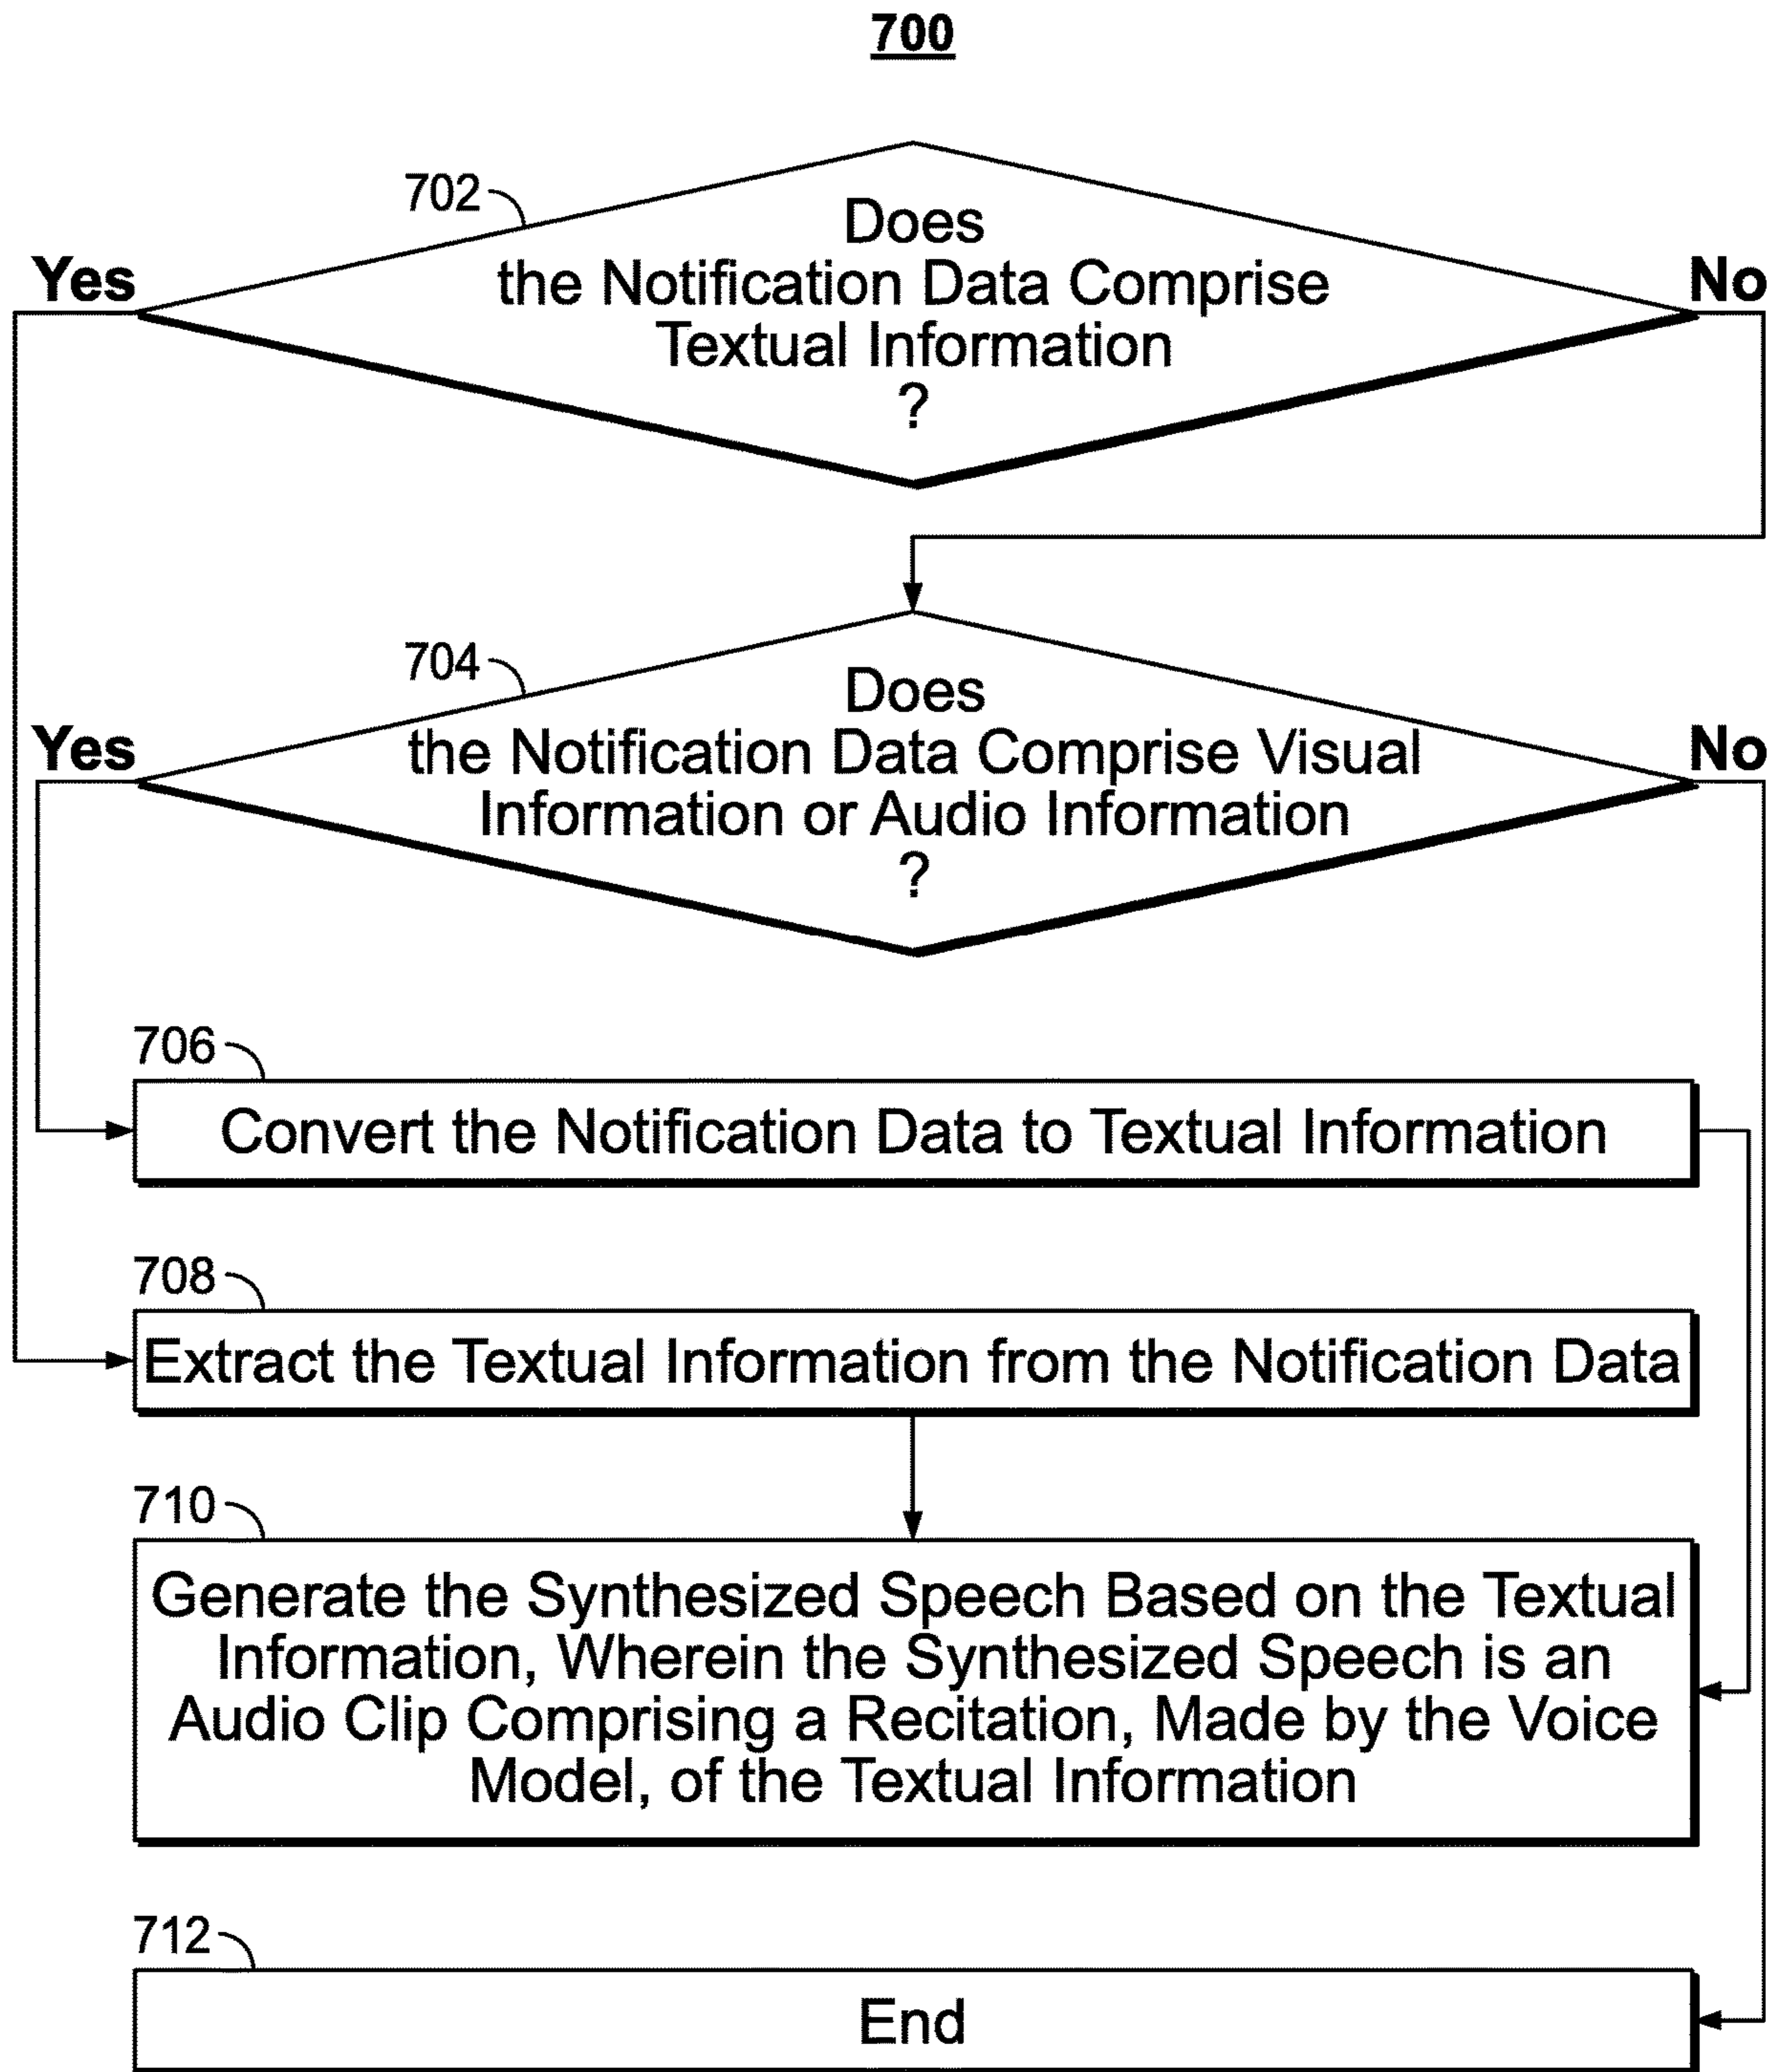 700
702
Does
the Notification Data Comprise
Textual Information
?
Yes
No
704
Does
the Notification Data Comprise Visual
Information or Audio Information
?
Yes
No
706
Convert the Notification Data to Textual Information
708
Extract the Textual Information from the Notification Data
710
Generate the Synthesized Speech Based on the Textual
Information, Wherein the Synthesized Speech is an
Audio Clip Comprising a Recitation, Made by the Voice
Model, of the Textual Information
712
End